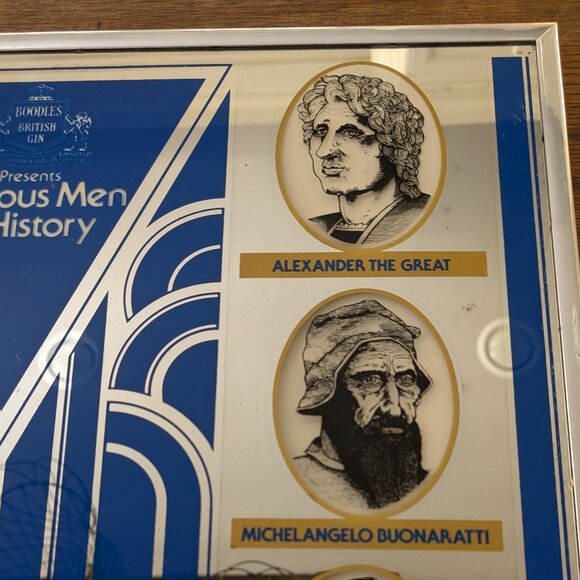 BOODLES
BRITISH
GIN
Presents
ous Men
History
ALEXANDER THE GREAT
MICHELANGELO BUONARATTI